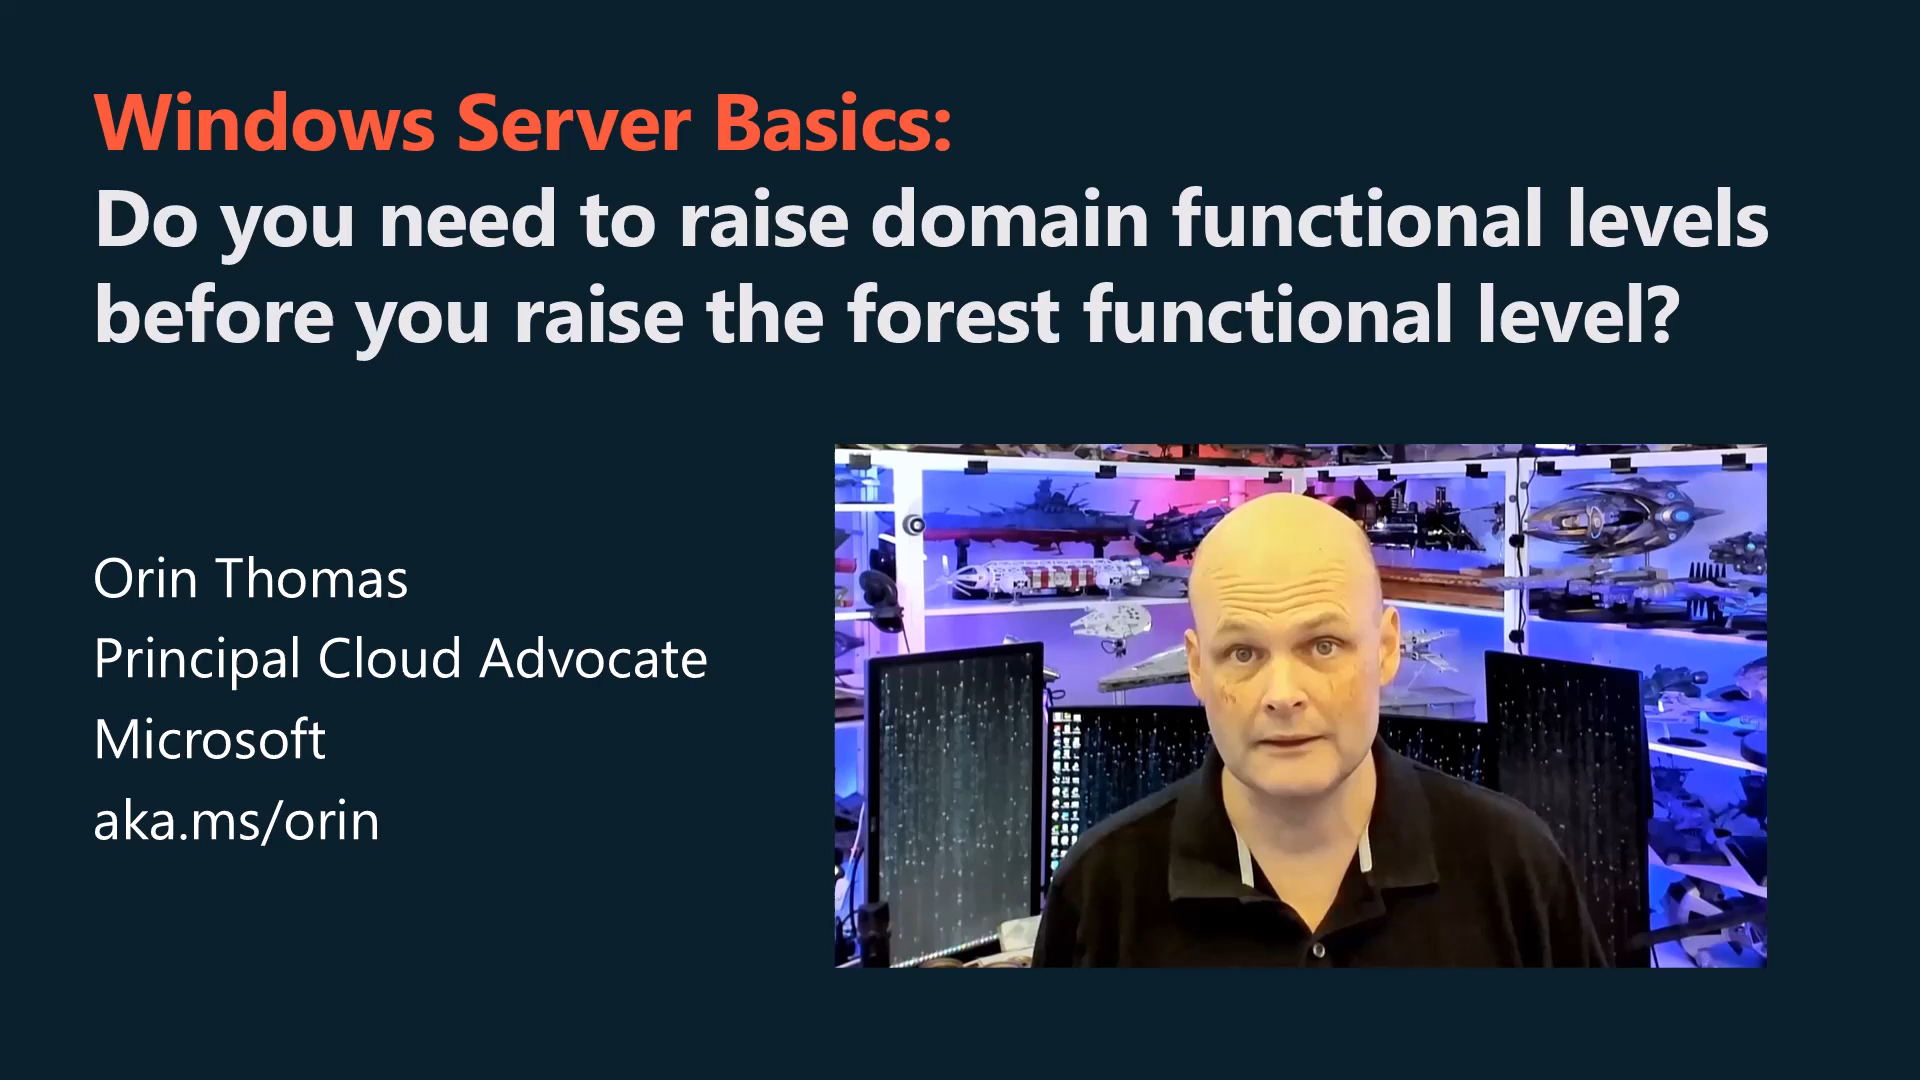 Windows Server Basics:
Do you need to raise domain functional levels
before you raise the forest functional level?
Orin Thomas
Principal Cloud Advocate
Microsoft
aka.ms/orin